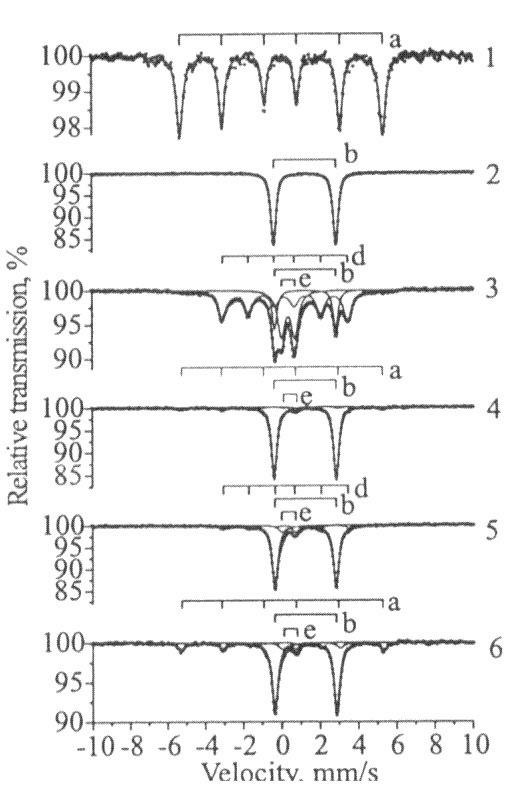 a
100 1
99
98
b
100 2
95
90
85
d
b
e
100 3
95
90
a
b
e
100 4
95
90
85
d
b
e
100 5
95
90
85
a
b
e
100 6
95
90
-10 -8 -6 -4 -2 0 2 4 6 8 10
Velocity, mm/s
Relative transmission, %